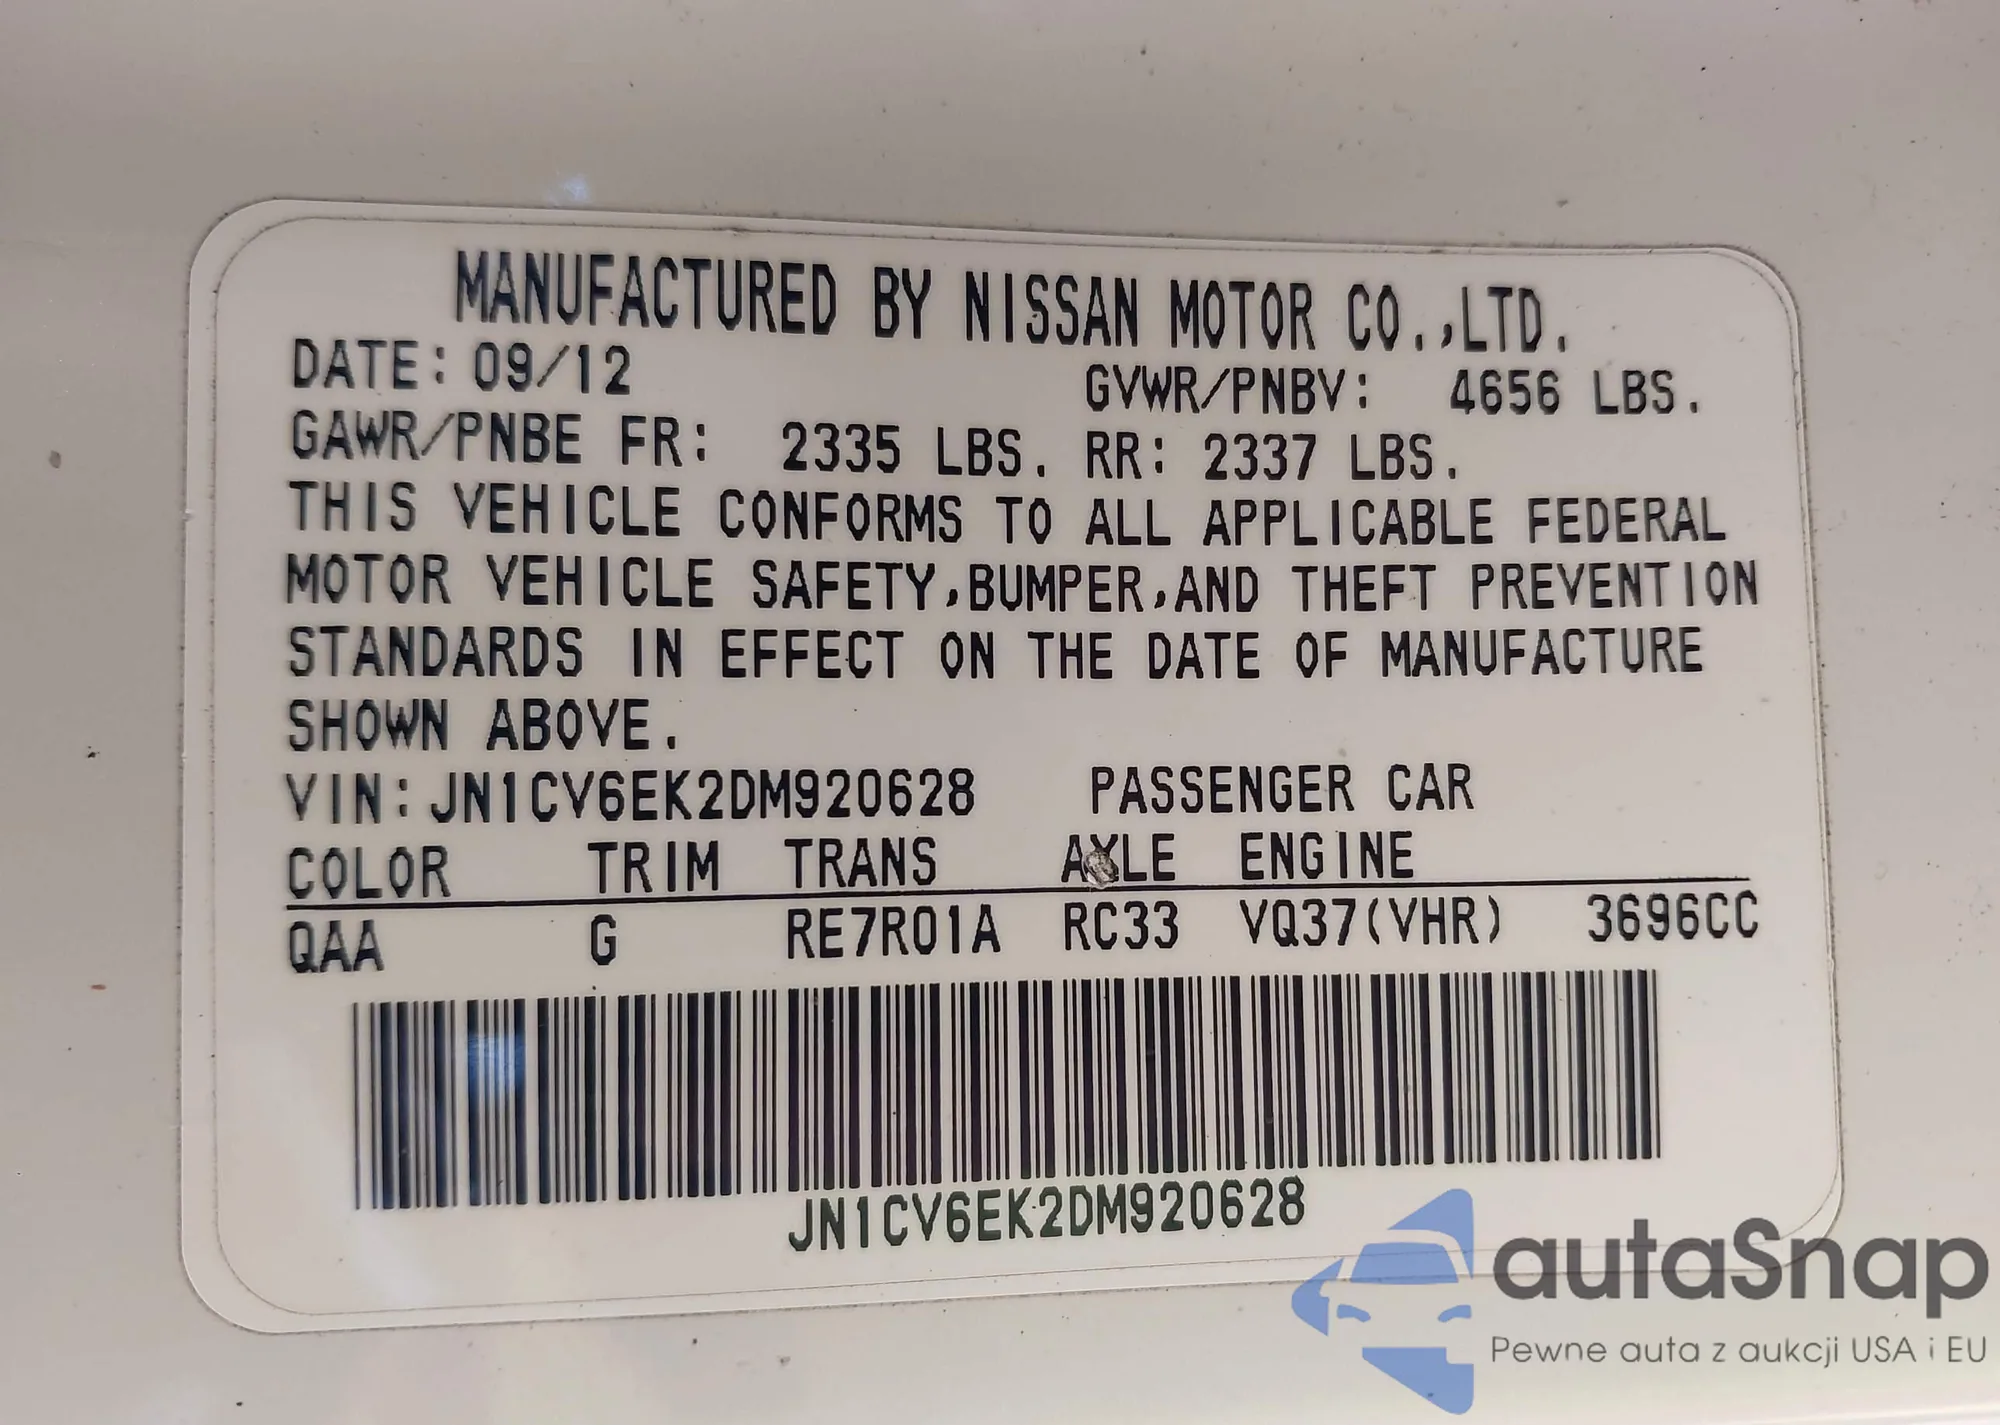 MANUFACTURED BY NISSAN MOTOR CO.,LTD.
DATE: 09/12 GVWR/PNBV: 4656 LBS.
GAWR/PNBE FR: 2335 LBS. RR: 2337 LBS.
THIS VEHICLE CONFORMS TO ALL APPLICABLE FEDERAL
MOTOR VEHICLE SAFETY,BUMPER,AND THEFT PREVENTION
STANDARDS IN EFFECT ON THE DATE OF MANUFACTURE
SHOWN ABOVE.
VIN:JN1CV6EK2DM920628 PASSENGER CAR
COLOR TRIM TRANS AXLE ENGINE
QAA G RE7R01A RC33 VQ37(VHR) 3696CC
JN1CV6EK2DM920628
autaSnap
Pewne auta z aukcji USA i EU